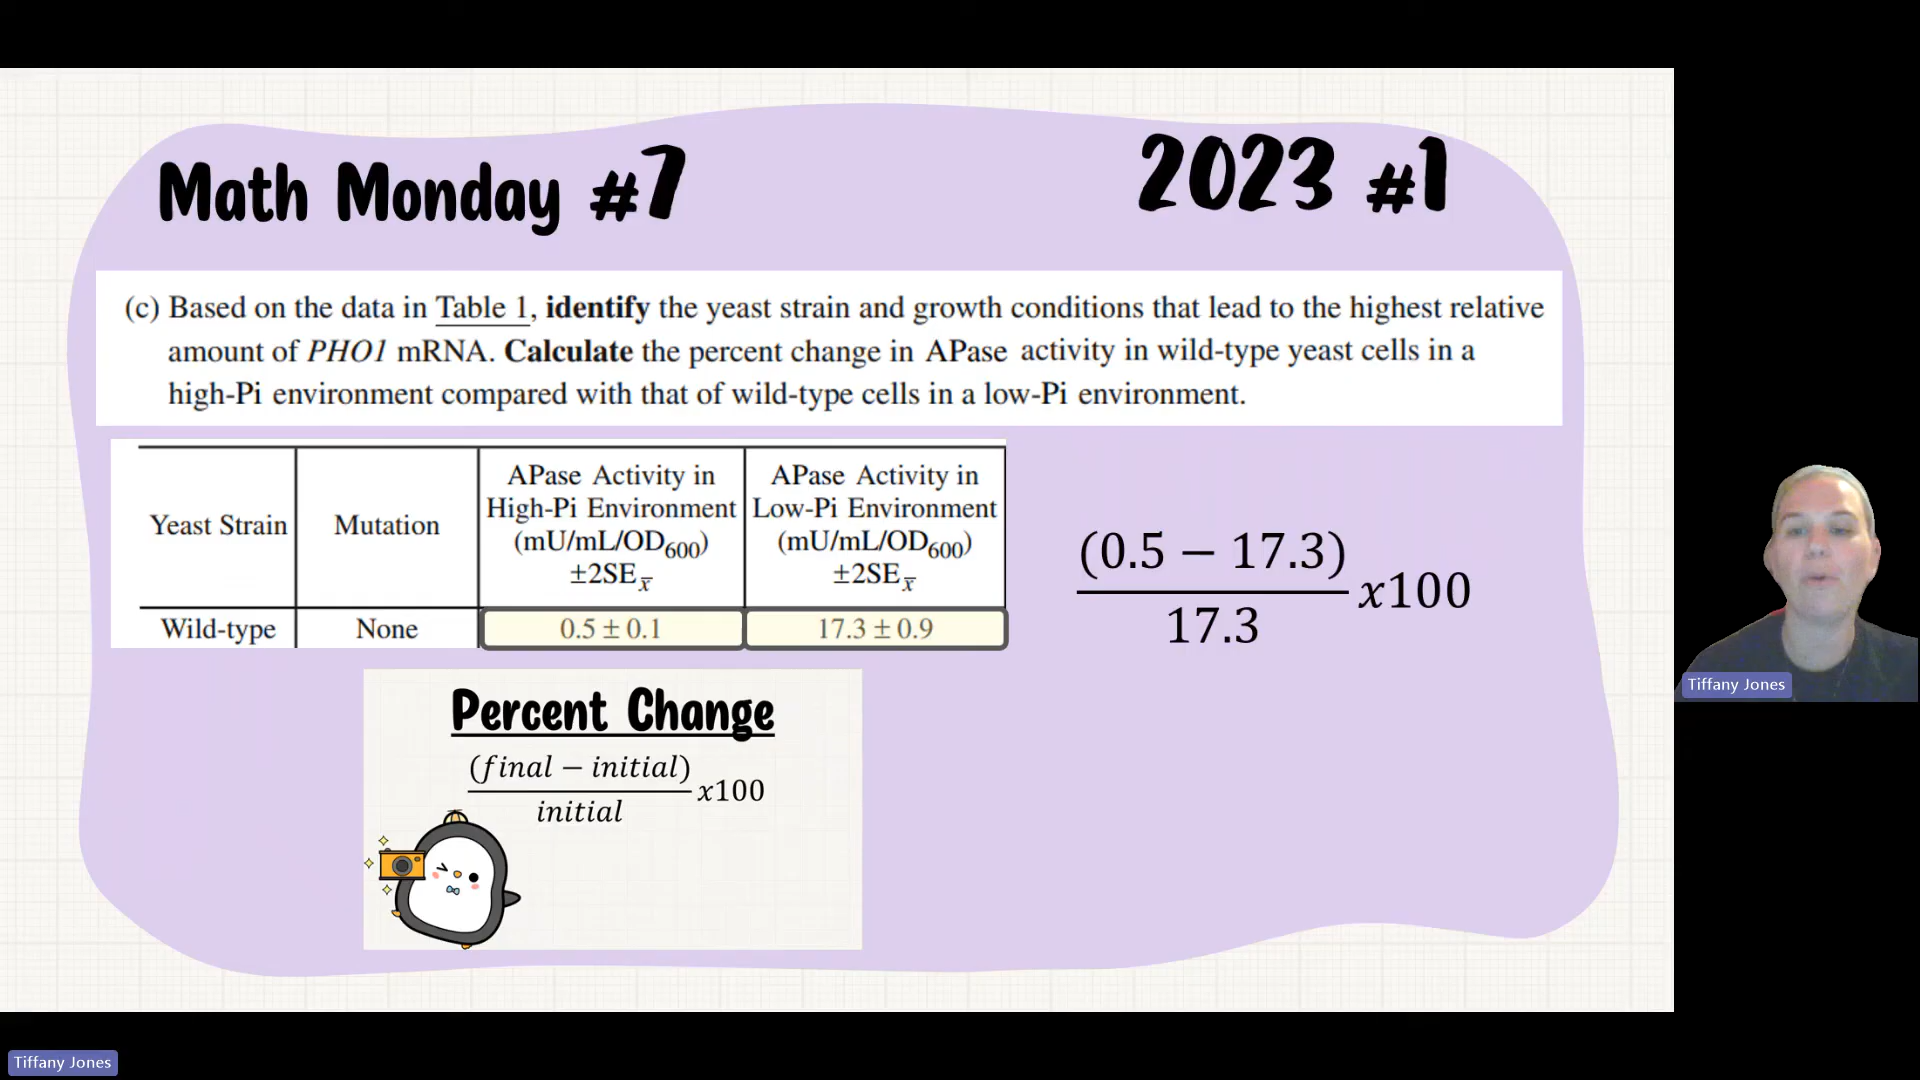 Math Monday #7
2023 #1
(c) Based on the data in Table 1, identify the yeast strain and growth conditions that lead to the highest relative
amount of PHO1 mRNA. Calculate the percent change in APase activity in wild-type yeast cells in a
high-Pi environment compared with that of wild-type cells in a low-Pi environment.
Yeast Strain
Mutation
APase Activity in
High-Pi Environment
(mU/mL/OD600)
±2SEx̅
APase Activity in
Low-Pi Environment
(mU/mL/OD600)
±2SEx̅
Wild-type
None
0.5 ± 0.1
17.3 ± 0.9
(0.5 − 17.3)
17.3
x100
Percent Change
(final − initial)
initial
x100
Tiffany Jones
Tiffany Jones